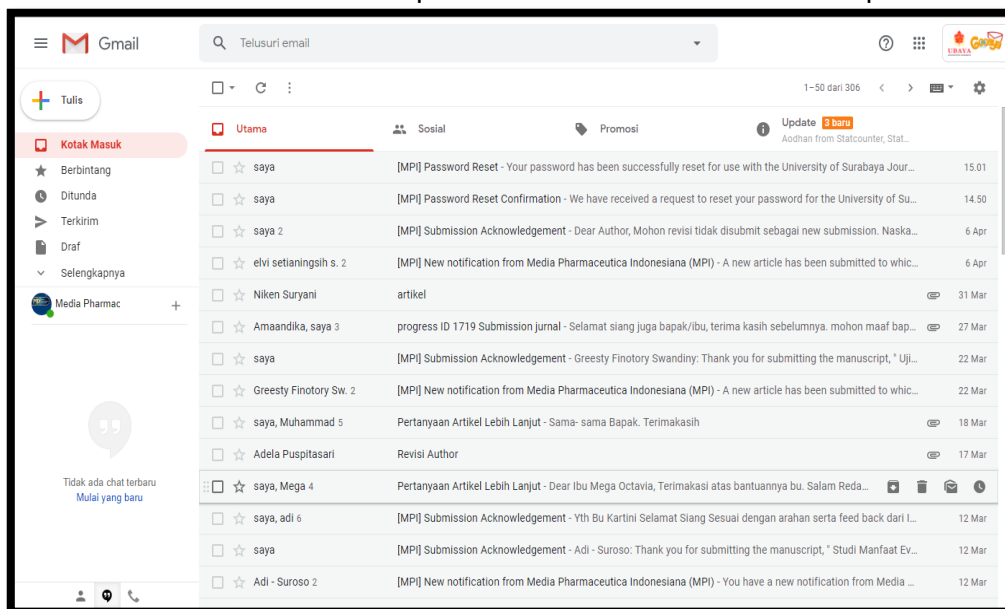 Gmail
Telusuri email
UBAYA
Tulis
1–50 dari 306
Utama
Sosial
Promosi
Update 3 baru
Aodhan from Statcounter, Stat...
Kotak Masuk
Berbintang
Ditunda
Terkirim
Draf
Selengkapnya
Media Pharmac
saya [MPI] Password Reset - Your password has been successfully reset for use with the University of Surabaya Jour... 15.01
saya [MPI] Password Reset Confirmation - We have received a request to reset your password for the University of Su... 14.50
saya 2 [MPI] Submission Acknowledgement - Dear Author, Mohon revisi tidak disubmit sebagai new submission. Naska... 6 Apr
elvi setianingsih s. 2 [MPI] New notification from Media Pharmaceutica Indonesiana (MPI) - A new article has been submitted to whic... 6 Apr
Niken Suryani artikel 31 Mar
Amaandika, saya 3 progress ID 1719 Submission jurnal - Selamat siang juga bapak/ibu, terima kasih sebelumnya. mohon maaf bap... 27 Mar
saya [MPI] Submission Acknowledgement - Greesty Finotory Swandiny: Thank you for submitting the manuscript, " Uji... 22 Mar
Greesty Finotory Sw. 2 [MPI] New notification from Media Pharmaceutica Indonesiana (MPI) - A new article has been submitted to whic... 22 Mar
saya, Muhammad 5 Pertanyaan Artikel Lebih Lanjut - Sama- sama Bapak. Terimakasih 18 Mar
Adela Puspitasari Revisi Author 17 Mar
saya, Mega 4 Pertanyaan Artikel Lebih Lanjut - Dear Ibu Mega Octavia, Terimakasi atas bantuannya bu. Salam Reda...
saya, adi 6 [MPI] Submission Acknowledgement - Yth Bu Kartini Selamat Siang Sesuai dengan arahan serta feed back dari I... 12 Mar
saya [MPI] Submission Acknowledgement - Adi - Suroso: Thank you for submitting the manuscript, " Studi Manfaat Ev... 12 Mar
Adi - Suroso 2 [MPI] New notification from Media Pharmaceutica Indonesiana (MPI) - You have a new notification from Media ... 12 Mar
Tidak ada chat terbaru
Mulai yang baru